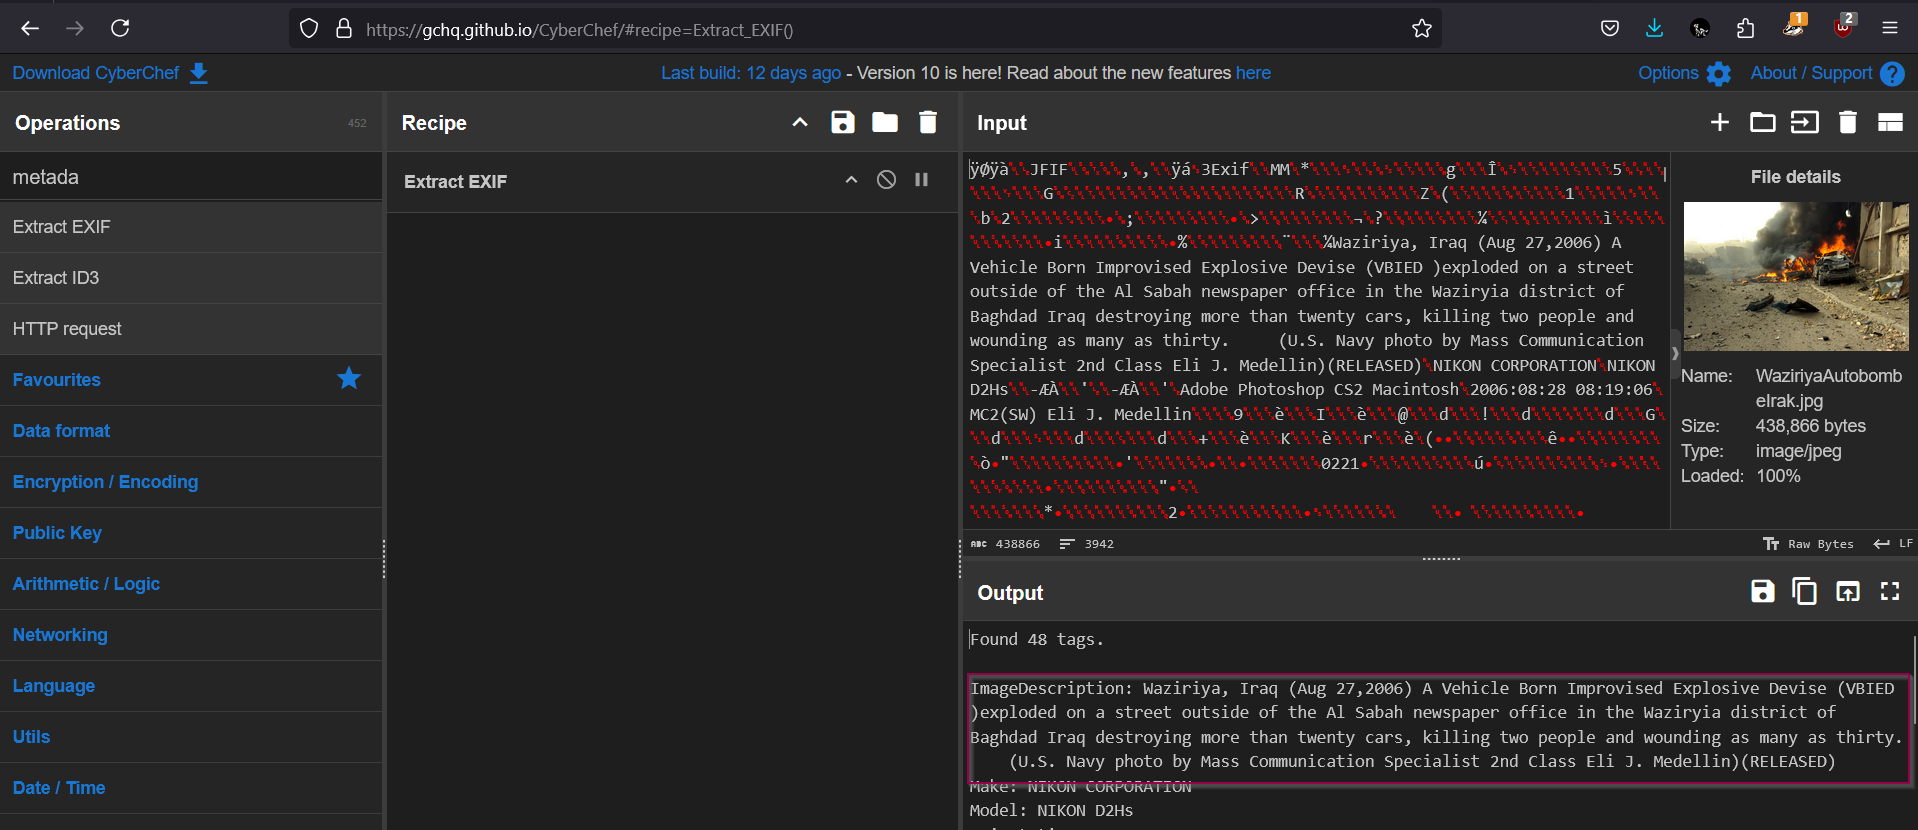 https://gchq.github.io/CyberChef/#recipe=Extract_EXIF()
1
2
Download CyberChef
Last build: 12 days ago - Version 10 is here! Read about the new features here
Options
About / Support
Operations
452
metada
Extract EXIF
Extract ID3
HTTP request
Favourites
Data format
Encryption / Encoding
Public Key
Arithmetic / Logic
Networking
Language
Utils
Date / Time
Recipe
Extract EXIF
Input
ÿØÿà JFIF , , ÿá 3Exif MM * g Î 5
G R Z ( 1
b 2 ; > ¬ ? ¼ ì
i % ¨ ¼Waziriya, Iraq (Aug 27,2006) A
Vehicle Born Improvised Explosive Devise (VBIED )exploded on a street
outside of the Al Sabah newspaper office in the Waziryia district of
Baghdad Iraq destroying more than twenty cars, killing two people and
wounding as many as thirty. (U.S. Navy photo by Mass Communication
Specialist 2nd Class Eli J. Medellin)(RELEASED) NIKON CORPORATION NIKON
D2Hs -ÆÀ ' -ÆÀ ' Adobe Photoshop CS2 Macintosh 2006:08:28 08:19:06
MC2(SW) Eli J. Medellin 9 è I è @ d ! d d G
d d d + è K è r è ( ê
ò " ' 0221 ú
"
* 2
File details
Name: WaziriyaAutobombeIrak.jpg
Size: 438,866 bytes
Type: image/jpeg
Loaded: 100%
ABC 438866 3942
Raw Bytes LF
Output
Found 48 tags.
ImageDescription: Waziriya, Iraq (Aug 27,2006) A Vehicle Born Improvised Explosive Devise (VBIED
)exploded on a street outside of the Al Sabah newspaper office in the Waziryia district of
Baghdad Iraq destroying more than twenty cars, killing two people and wounding as many as thirty.
(U.S. Navy photo by Mass Communication Specialist 2nd Class Eli J. Medellin)(RELEASED)
Make: NIKON CORPORATION
Model: NIKON D2Hs